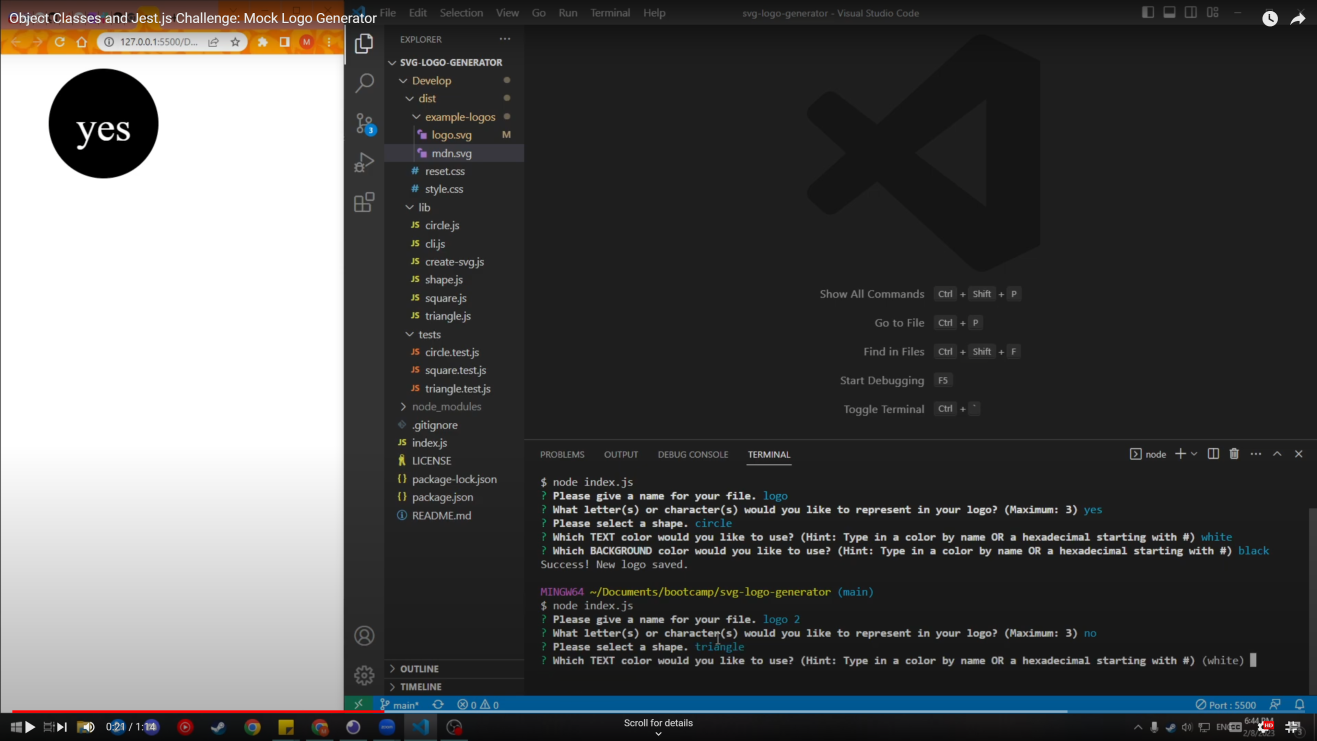 Object Classes and Jest.js Challenge: Mock Logo Generator
File Edit Selection View Go Run Terminal Help
svg-logo-generator - Visual Studio Code
127.0.0.1:5500/D...
M
yes
EXPLORER
SVG-LOGO-GENERATOR
Develop
dist
example-logos
logo.svg M
mdn.svg
# reset.css
# style.css
lib
JS circle.js
JS cli.js
JS create-svg.js
JS shape.js
JS square.js
JS triangle.js
tests
JS circle.test.js
JS square.test.js
JS triangle.test.js
node_modules
.gitignore
JS index.js
LICENSE
{} package-lock.json
{} package.json
README.md
OUTLINE
TIMELINE
3
Show All Commands Ctrl + Shift + P
Go to File Ctrl + P
Find in Files Ctrl + Shift + F
Start Debugging F5
Toggle Terminal Ctrl + `
PROBLEMS OUTPUT DEBUG CONSOLE TERMINAL
node
$ node index.js
? Please give a name for your file. logo
? What letter(s) or character(s) would you like to represent in your logo? (Maximum: 3) yes
? Please select a shape. circle
? Which TEXT color would you like to use? (Hint: Type in a color by name OR a hexadecimal starting with #) white
? Which BACKGROUND color would you like to use? (Hint: Type in a color by name OR a hexadecimal starting with #) black
Success! New logo saved.
MINGW64 ~/Documents/bootcamp/svg-logo-generator (main)
$ node index.js
? Please give a name for your file. logo 2
? What letter(s) or character(s) would you like to represent in your logo? (Maximum: 3) no
? Please select a shape. triangle
? Which TEXT color would you like to use? (Hint: Type in a color by name OR a hexadecimal starting with #) (white)
main* 0 0
Port : 5500
0:21 / 1:14
Scroll for details
6:44 PM
2/8/2023
HD